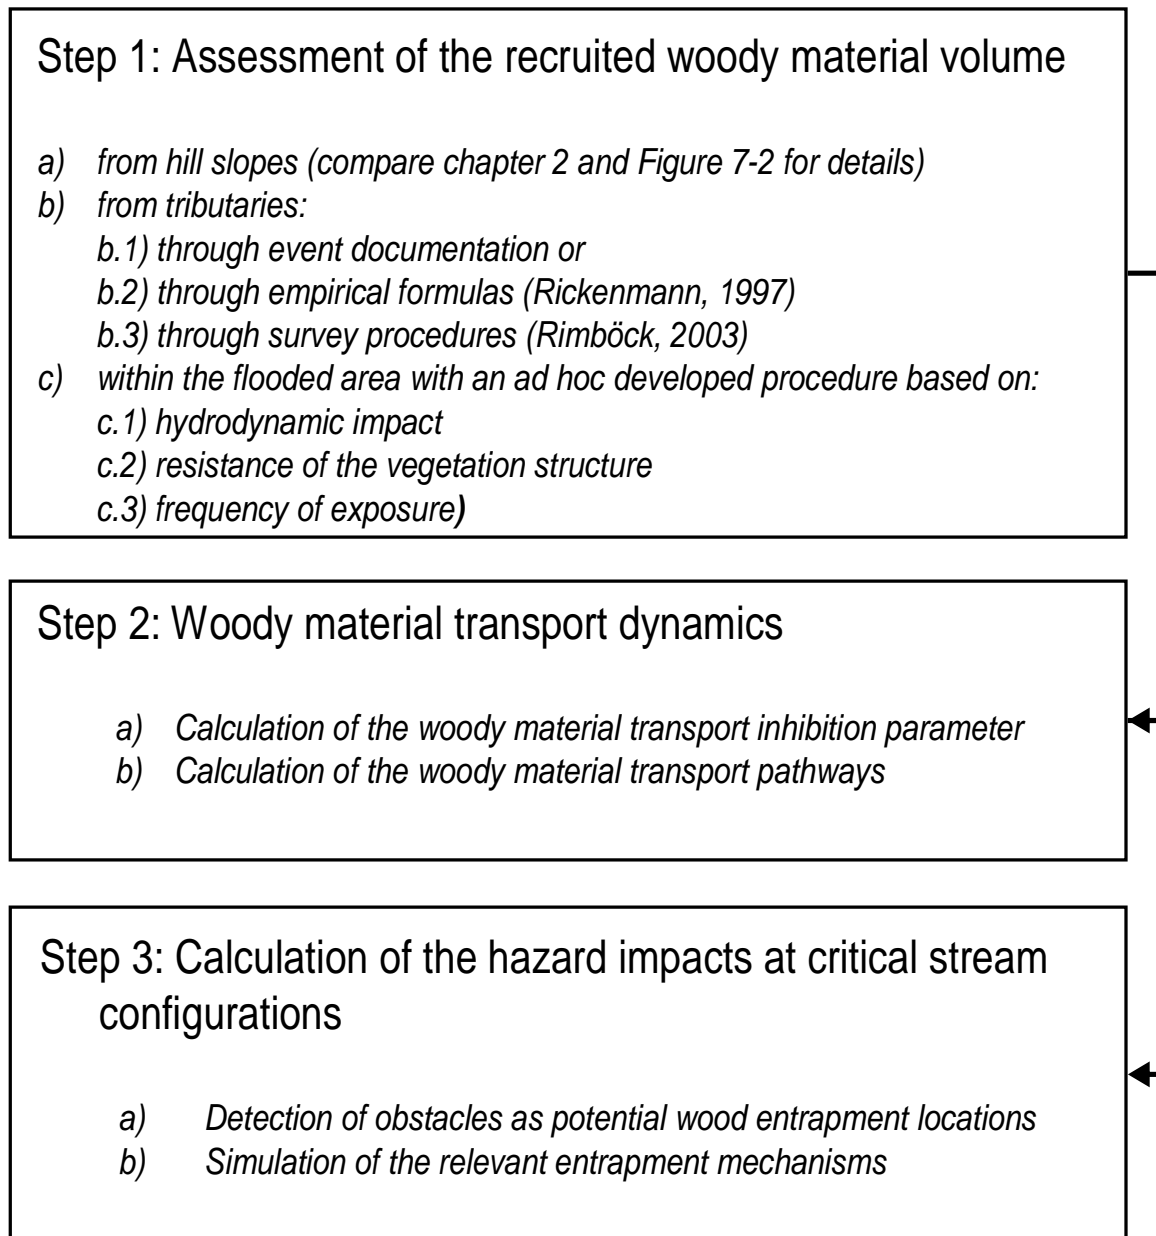 Step 1: Assessment of the recruited woody material volume
a) from hill slopes (compare chapter 2 and Figure 7-2 for details)
b) from tributaries:
b.1) through event documentation or
b.2) through empirical formulas (Rickenmann, 1997)
b.3) through survey procedures (Rimböck, 2003)
c) within the flooded area with an ad hoc developed procedure based on:
c.1) hydrodynamic impact
c.2) resistance of the vegetation structure
c.3) frequency of exposure)
Step 2: Woody material transport dynamics
a) Calculation of the woody material transport inhibition parameter
b) Calculation of the woody material transport pathways
Step 3: Calculation of the hazard impacts at critical stream
configurations
a) Detection of obstacles as potential wood entrapment locations
b) Simulation of the relevant entrapment mechanisms